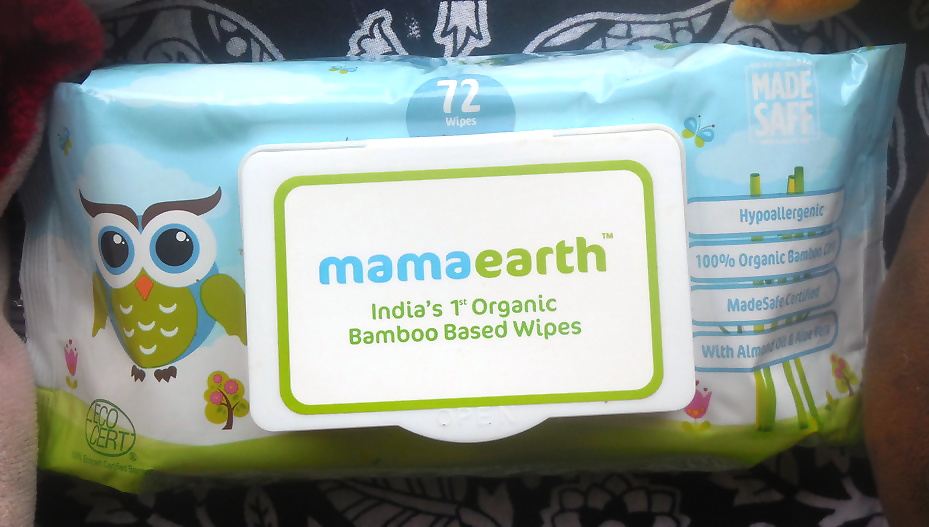 72
Wipes
MADE
SAFE
mamaearth™
India's 1st Organic
Bamboo Based Wipes
Hypoallergenic
100% Organic Bamboo
MadeSafe Certified
With Almond Oil & Aloe Vera
ECO
CERT
OPEN